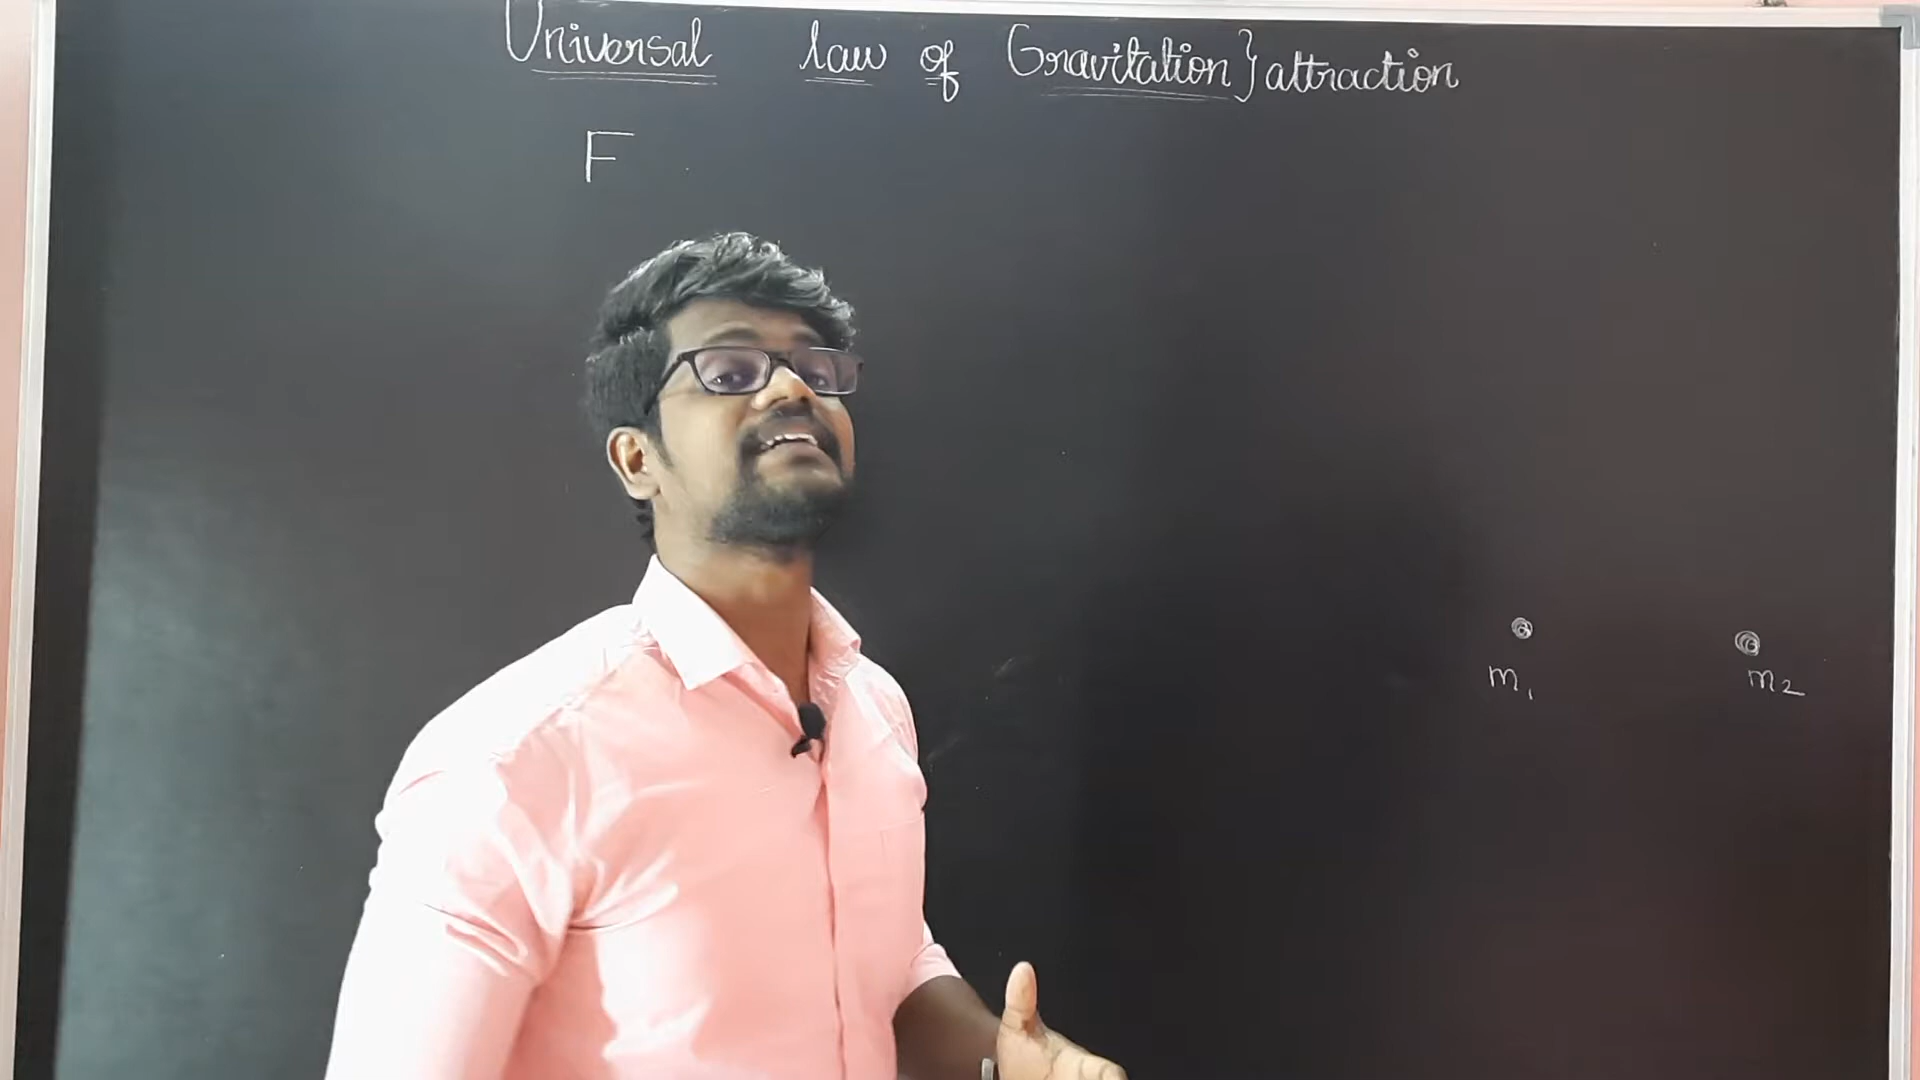 Universal law of Gravitation} attraction
F
m₁ m₂